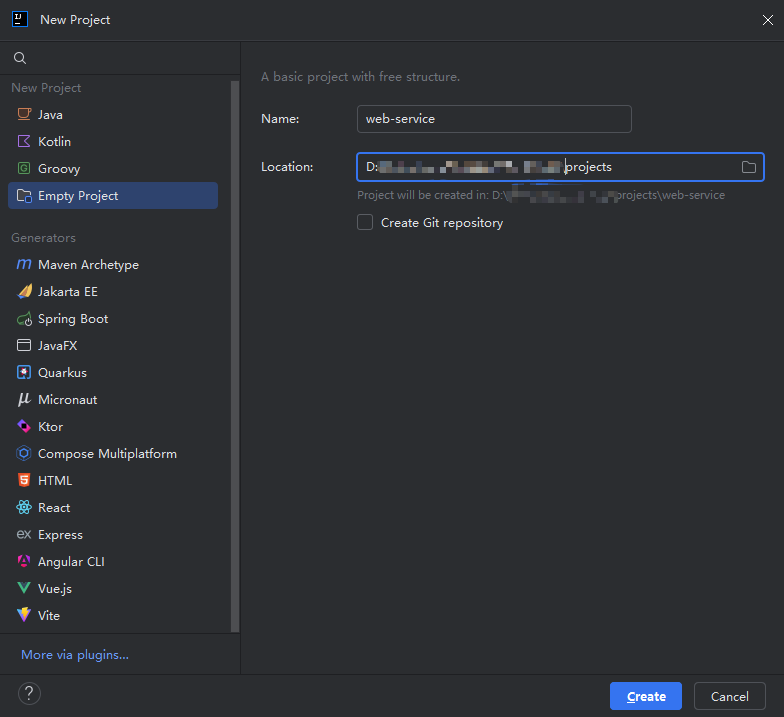 New Project
New Project
Java
Kotlin
Groovy
Empty Project
Generators
Maven Archetype
Jakarta EE
Spring Boot
JavaFX
Quarkus
Micronaut
Ktor
Compose Multiplatform
HTML
React
Express
Angular CLI
Vue.js
Vite
More via plugins...
A basic project with free structure.
Name: web-service
Location: D: projects
Project will be created in: D:\ projects\web-service
Create Git repository
?
Create Cancel